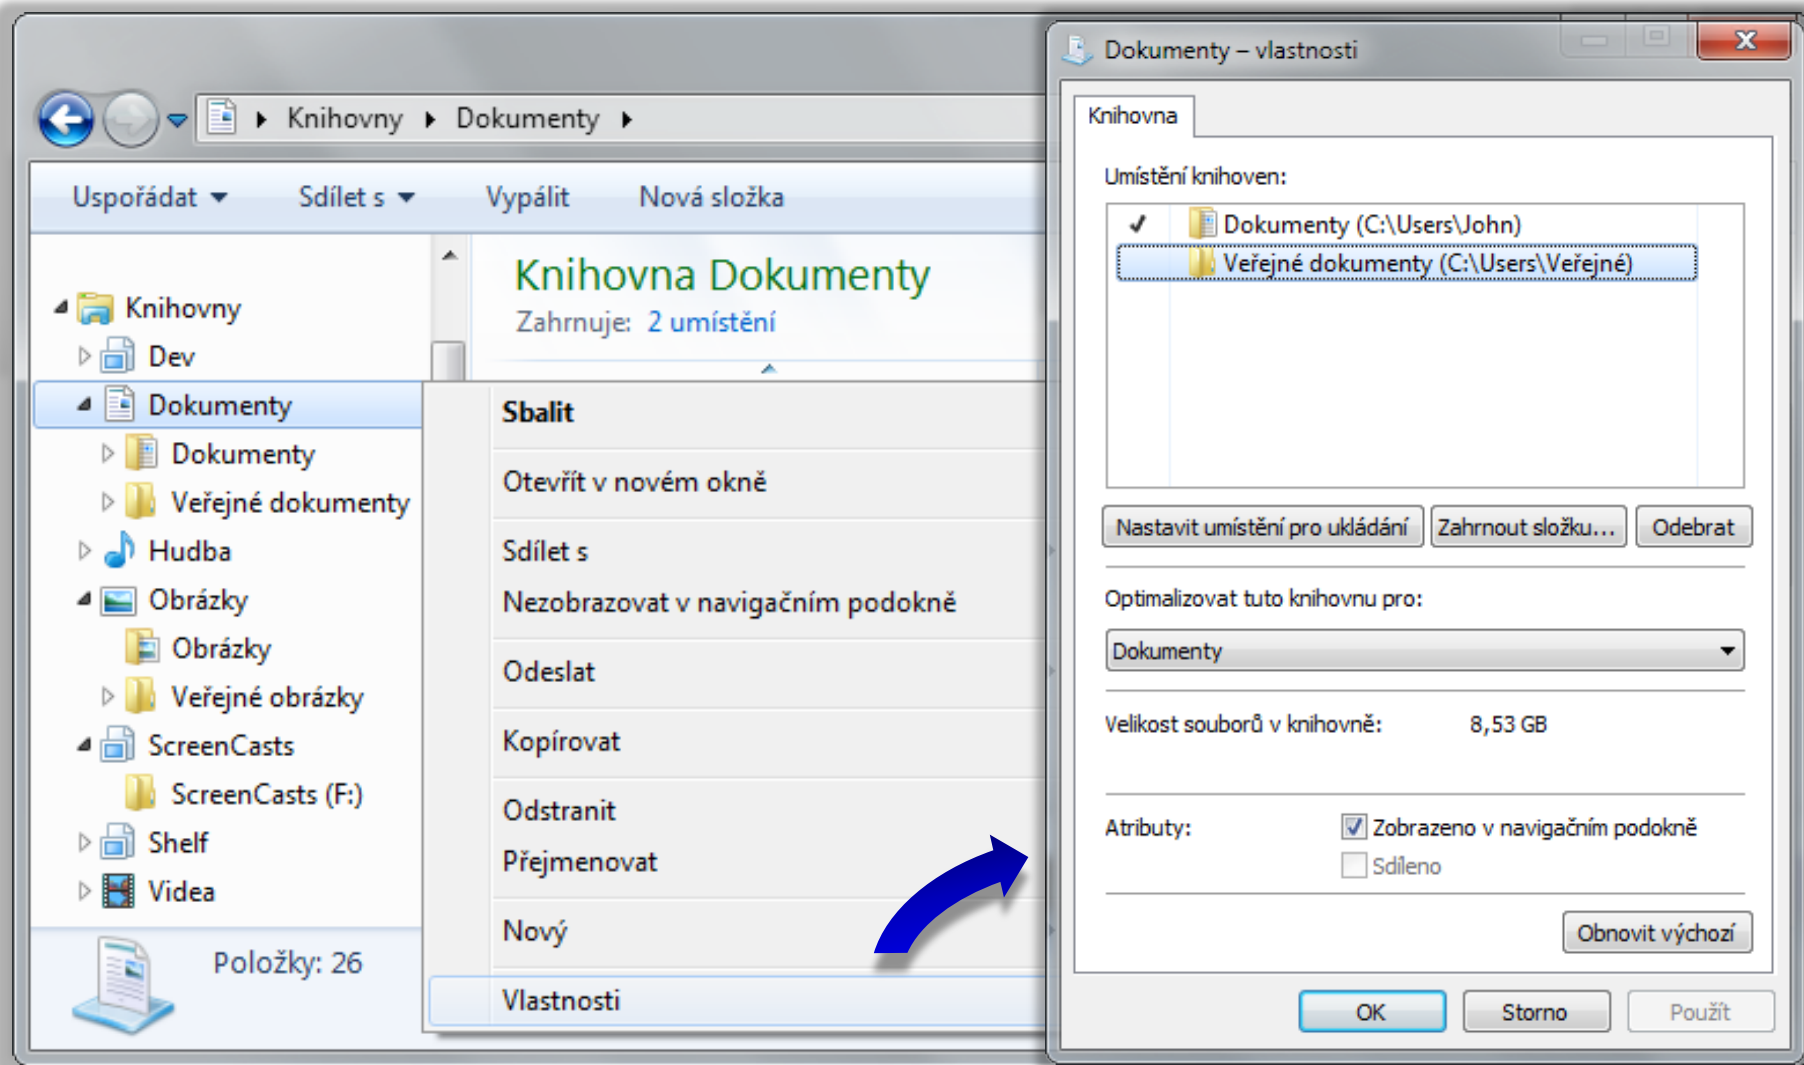 Knihovny Dokumenty
Uspořádat Sdílet s Vypálit Nová složka
Knihovny
Dev
Dokumenty
Dokumenty
Veřejné dokumenty
Hudba
Obrázky
Obrázky
Veřejné obrázky
ScreenCasts
ScreenCasts (F:)
Shelf
Videa
Knihovna Dokumenty
Zahrnuje: 2 umístění
Sbalit
Otevřít v novém okně
Sdílet s
Nezobrazovat v navigačním podokně
Odeslat
Kopírovat
Odstranit
Přejmenovat
Nový
Vlastnosti
Položky: 26
Dokumenty – vlastnosti
Knihovna
Umístění knihoven:
Dokumenty (C:\Users\John)
Veřejné dokumenty (C:\Users\Veřejné)
Nastavit umístění pro ukládání Zahrnout složku... Odebrat
Optimalizovat tuto knihovnu pro:
Dokumenty
Velikost souborů v knihovně: 8,53 GB
Atributy: Zobrazeno v navigačním podokně
Sdíleno
Obnovit výchozí
OK Storno Použít